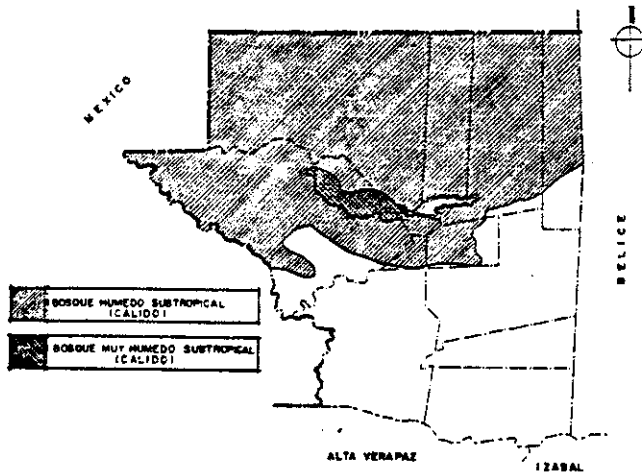 MEXICO
BELICE
BOSQUE HUMEDO SUBTROPICAL
(CALIDO)
BOSQUE MUY HUMEDO SUBTROPICAL
(CALIDO)
ALTA VERAPAZ
IZABAL